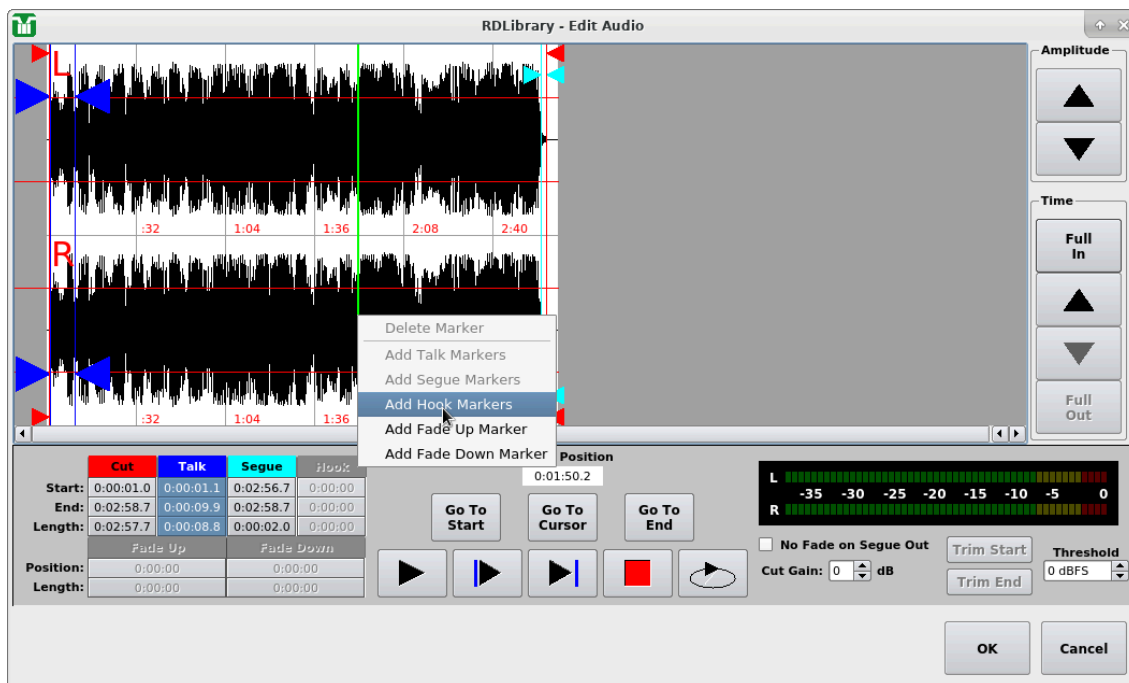 RDLibrary - Edit Audio
L
:32 1:04 1:36 2:08 2:40
R
:32 1:04 1:36
Amplitude
Time
Full
In
Full
Out
Delete Marker
Add Talk Markers
Add Segue Markers
Add Hook Markers
Add Fade Up Marker
Add Fade Down Marker
Cut Talk Segue Hook
Start: 0:00:01.0 0:00:01.1 0:02:56.7 0:00:00
End: 0:02:58.7 0:00:09.9 0:02:58.7 0:00:00
Length: 0:02:57.7 0:00:08.8 0:00:02.0 0:00:00
Fade Up Fade Down
Position: 0:00:00 0:00:00
Length: 0:00:00 0:00:00
Position
0:01:50.2
Go To
Start
Go To
Cursor
Go To
End
L
-35 -30 -25 -20 -15 -10 -5 0
R
No Fade on Segue Out
Cut Gain: 0 dB
Trim Start
Trim End
Threshold
0 dBFS
OK
Cancel